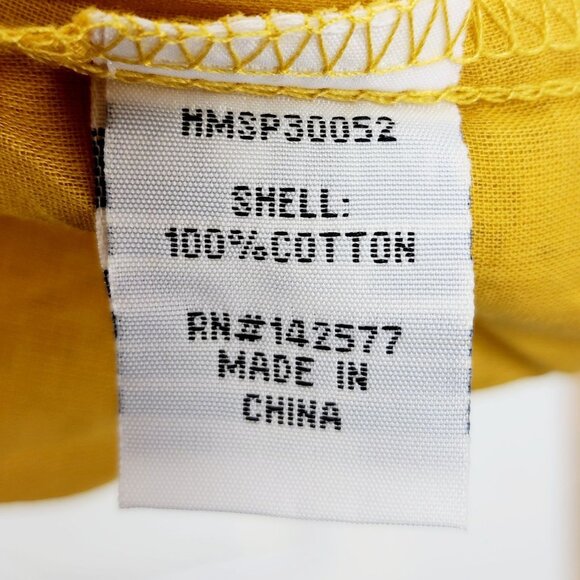 HMSP30052
SHELL:
100%COTTON
RN#142577
MADE IN
CHINA